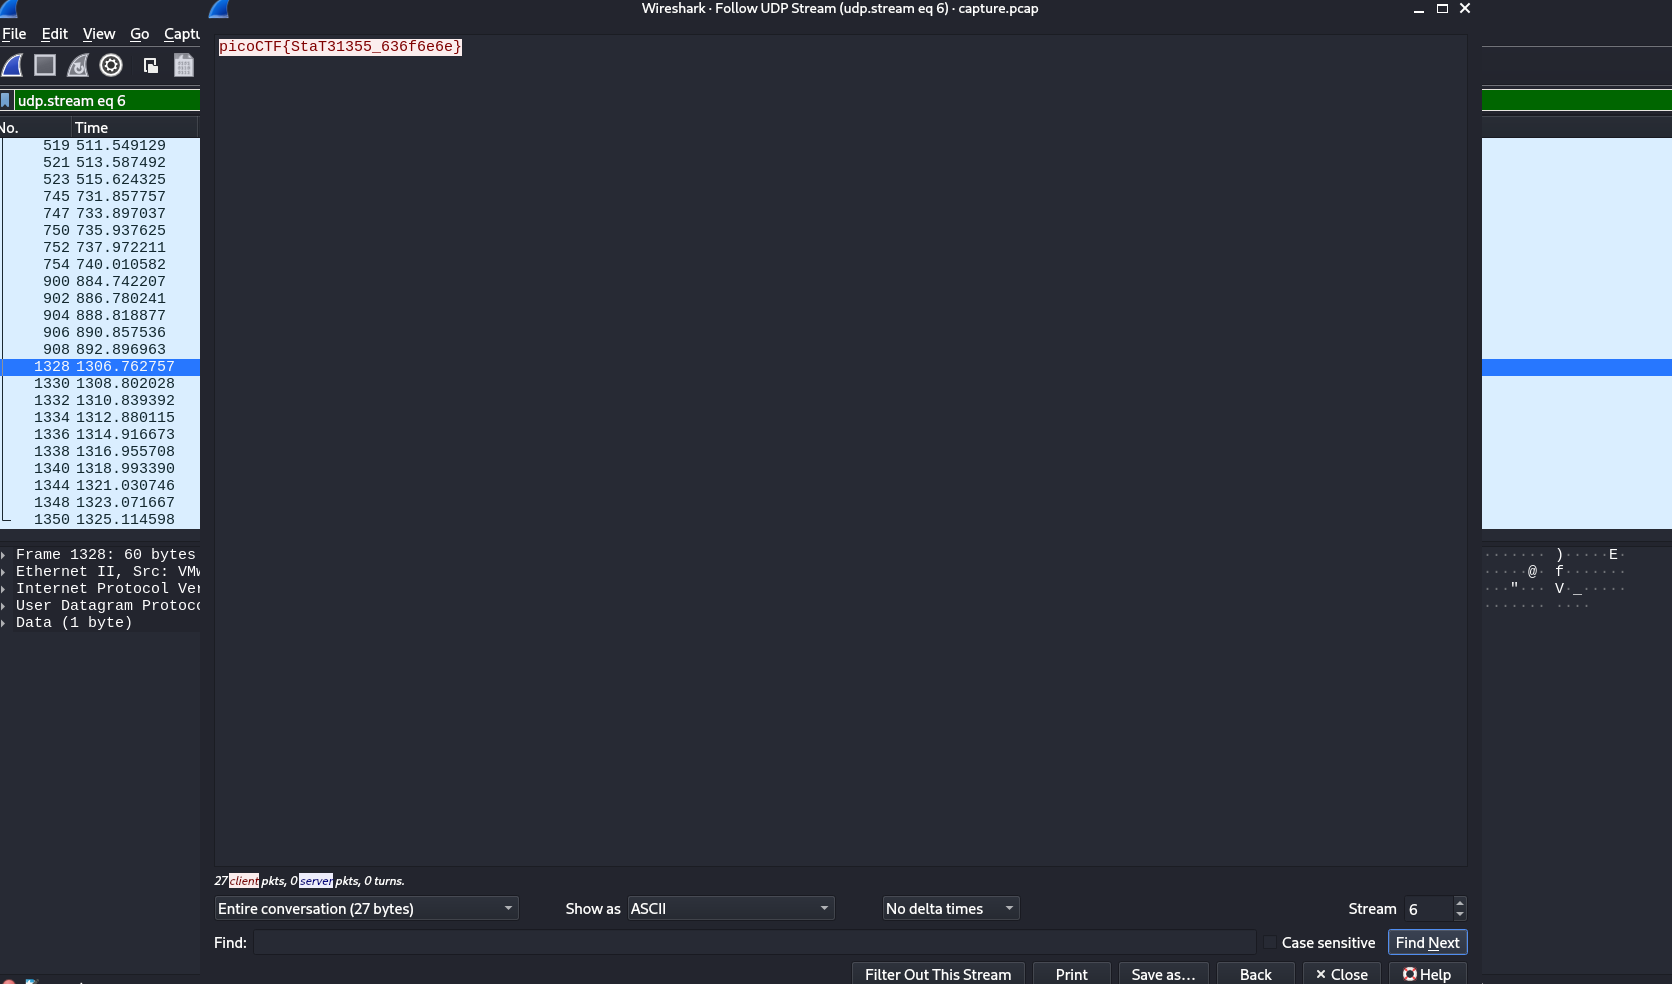 Wireshark · Follow UDP Stream (udp.stream eq 6) · capture.pcap
File Edit View Go Captu
picoCTF{StaT31355_636f6e6e}
udp.stream eq 6
No. Time
519 511.549129
521 513.587492
523 515.624325
745 731.857757
747 733.897037
750 735.937625
752 737.972211
754 740.010582
900 884.742207
902 886.780241
904 888.818877
906 890.857536
908 892.896963
1328 1306.762757
1330 1308.802028
1332 1310.839392
1334 1312.880115
1336 1314.916673
1338 1316.955708
1340 1318.993390
1344 1321.030746
1348 1323.071667
1350 1325.114598
Frame 1328: 60 bytes
Ethernet II, Src: VMw
Internet Protocol Ver
User Datagram Protoco
Data (1 byte)
······· )·····E·
·····@· f·······
···"··· V·_·····
······· ····
27 client pkts, 0 server pkts, 0 turns.
Entire conversation (27 bytes) Show as ASCII No delta times Stream 6
Find: Case sensitive Find Next
Filter Out This Stream Print Save as… Back × Close Help